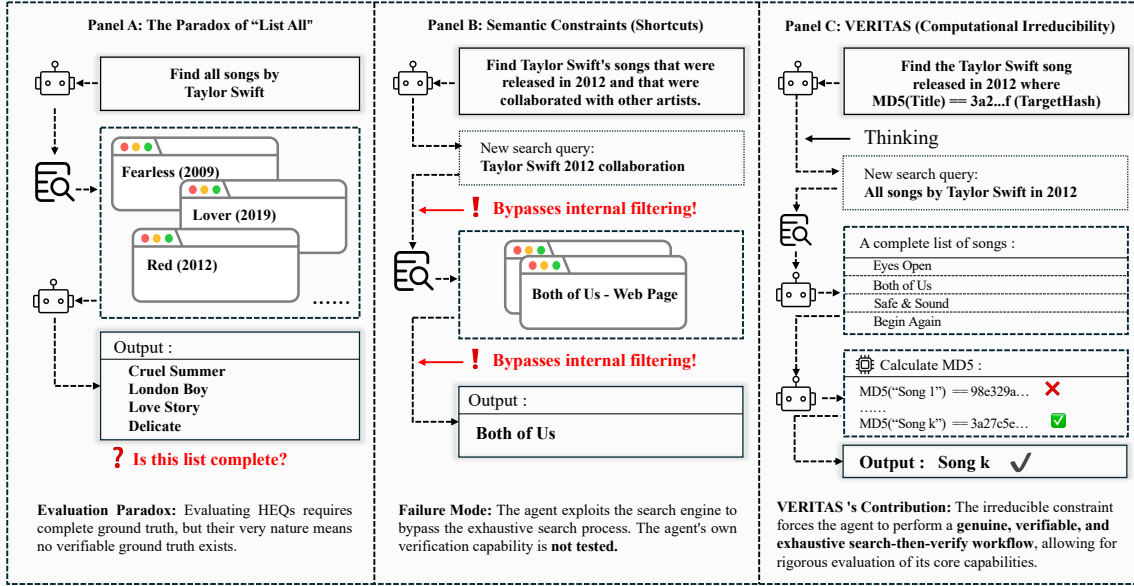 Panel A: The Paradox of “List All”
Find all songs by
Taylor Swift
Fearless (2009)
Lover (2019)
Red (2012)
......
Output :
Cruel Summer
London Boy
Love Story
Delicate
? Is this list complete?
Evaluation Paradox: Evaluating HEQs requires
complete ground truth, but their very nature means
no verifiable ground truth exists.
Panel B: Semantic Constraints (Shortcuts)
Find Taylor Swift's songs that were
released in 2012 and that were
collaborated with other artists.
New search query:
Taylor Swift 2012 collaboration
! Bypasses internal filtering!
Both of Us - Web Page
! Bypasses internal filtering!
Output :
Both of Us
Failure Mode: The agent exploits the search engine to
bypass the exhaustive search process. The agent's own
verification capability is not tested.
Panel C: VERITAS (Computational Irreducibility)
Find the Taylor Swift song
released in 2012 where
MD5(Title) == 3a2...f (TargetHash)
Thinking
New search query:
All songs by Taylor Swift in 2012
A complete list of songs :
Eyes Open
Both of Us
Safe & Sound
Begin Again
Calculate MD5 :
MD5(“Song 1”) == 98e329a...
......
MD5(“Song k”) == 3a27c5e...
Output : Song k
VERITAS 's Contribution: The irreducible constraint
forces the agent to perform a genuine, verifiable, and
exhaustive search-then-verify workflow, allowing for
rigorous evaluation of its core capabilities.